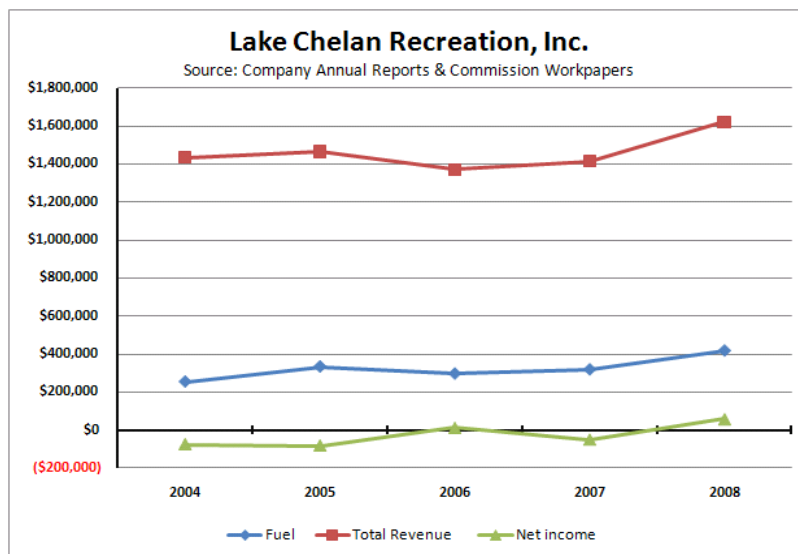 Lake Chelan Recreation, Inc.
Source: Company Annual Reports & Commission Workpapers
$1,800,000
$1,600,000
$1,400,000
$1,200,000
$1,000,000
$800,000
$600,000
$400,000
$200,000
$0
($200,000)
2004 2005 2006 2007 2008
Fuel Total Revenue Net income